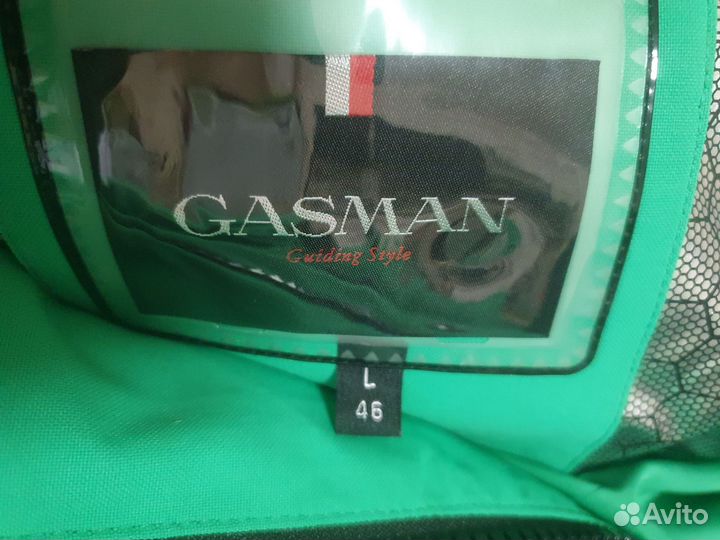 GASMAN
Guiding Style
L
46
Avito